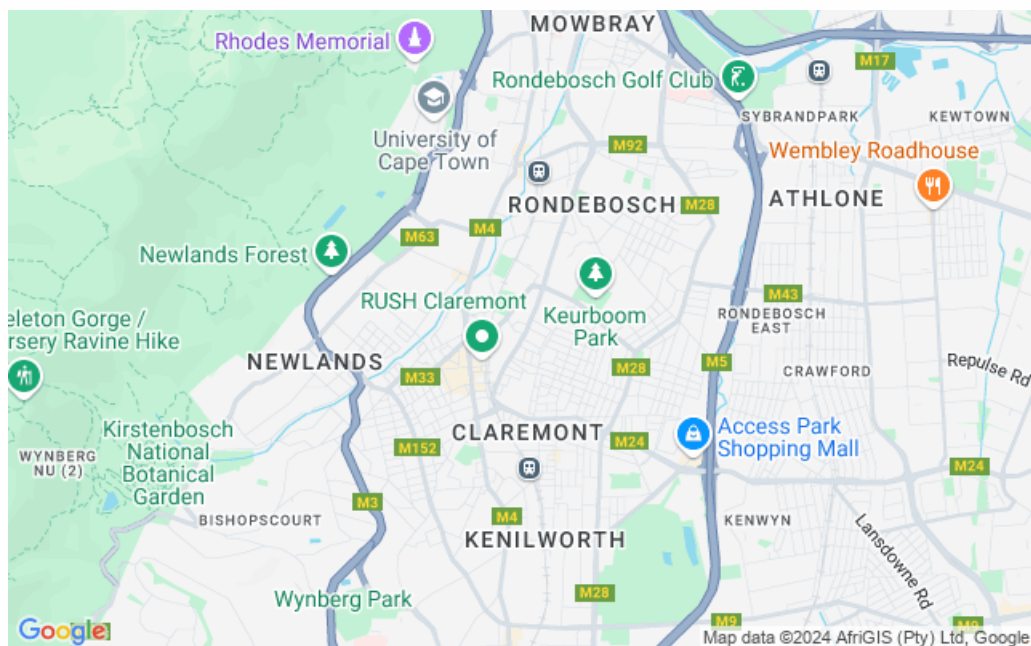 MOWBRAY
Rhodes Memorial
Rondebosch Golf Club
M17
SYBRANDPARK
KEWTOWN
University of
Cape Town
M92
Wembley Roadhouse
RONDEBOSCH
M28
ATHLONE
M63
M4
Newlands Forest
RUSH Claremont
Keurboom
Park
M43
RONDEBOSCH
EAST
eleton Gorge /
ersery Ravine Hike
NEWLANDS
M33
M28
M5
CRAWFORD
Repulse Rd
Kirstenbosch
National
Botanical
Garden
WYNBERG
NU (2)
M152
CLAREMONT
M24
Access Park
Shopping Mall
M24
BISHOPSCOURT
M3
M4
KENILWORTH
KENWYN
Lansdowne Rd
Wynberg Park
M28
M9
M9
Google
Map data ©2024 AfriGIS (Pty) Ltd, Google